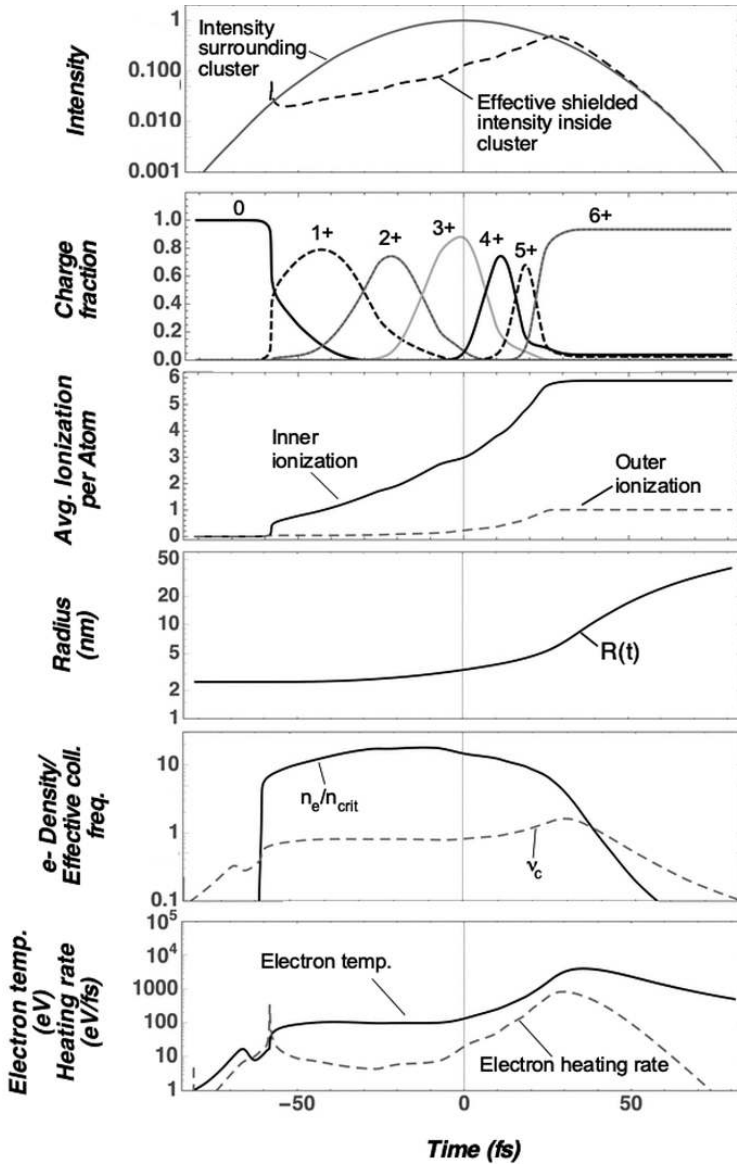 Intensity
1
0.100
0.010
0.001
Intensity
surrounding
cluster
Effective shielded
intensity inside
cluster
Charge
fraction
1.0
0.8
0.6
0.4
0.2
0.0
0
1+
2+
3+
4+
5+
6+
Avg. Ionization
per Atom
6
5
4
3
2
1
0
Inner
ionization
Outer
ionization
Radius
(nm)
50
20
10
5
2
1
R(t)
e- Density/
Effective coll.
freq.
10
1
0.1
ne/ncrit
νc
Electron temp.
(eV)
Heating rate
(eV/fs)
10^5
10^4
1000
100
10
1
Electron temp.
Electron heating rate
−50
0
50
Time (fs)